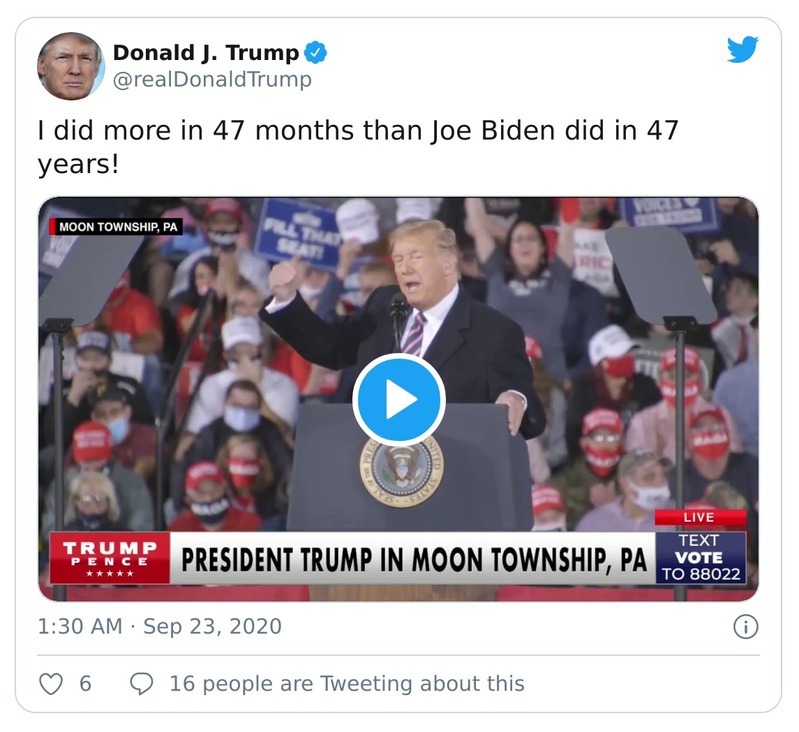 Donald J. Trump
@realDonaldTrump
I did more in 47 months than Joe Biden did in 47
years!
MOON TOWNSHIP, PA
FILL THAT
SEAT!
VOICES
TRUMP
PENCE
PRESIDENT TRUMP IN MOON TOWNSHIP, PA
LIVE
TEXT
VOTE
TO 88022
1:30 AM · Sep 23, 2020
6
16 people are Tweeting about this